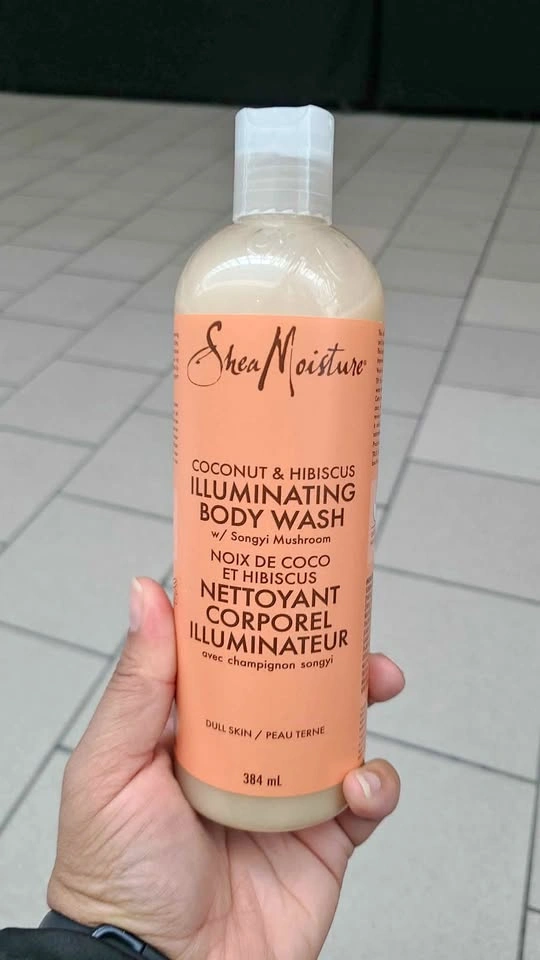 SheaMoisture®
COCONUT & HIBISCUS
ILLUMINATING
BODY WASH
w/ Songyi Mushroom
NOIX DE COCO
ET HIBISCUS
NETTOYANT
CORPOREL
ILLUMINATEUR
avec champignon songyi
DULL SKIN / PEAU TERNE
384 mL